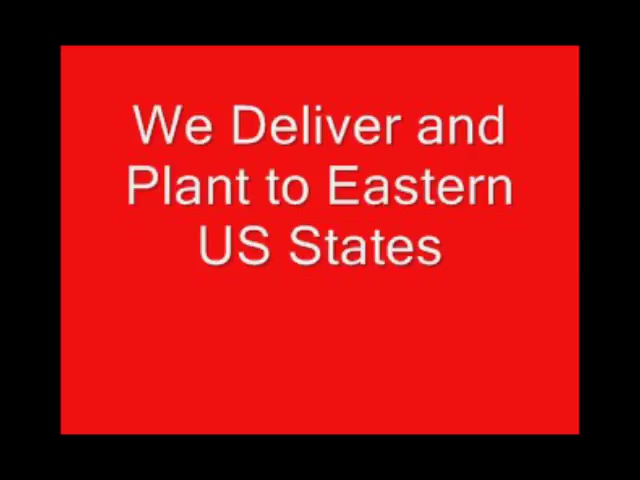 We Deliver and
Plant to Eastern
US States